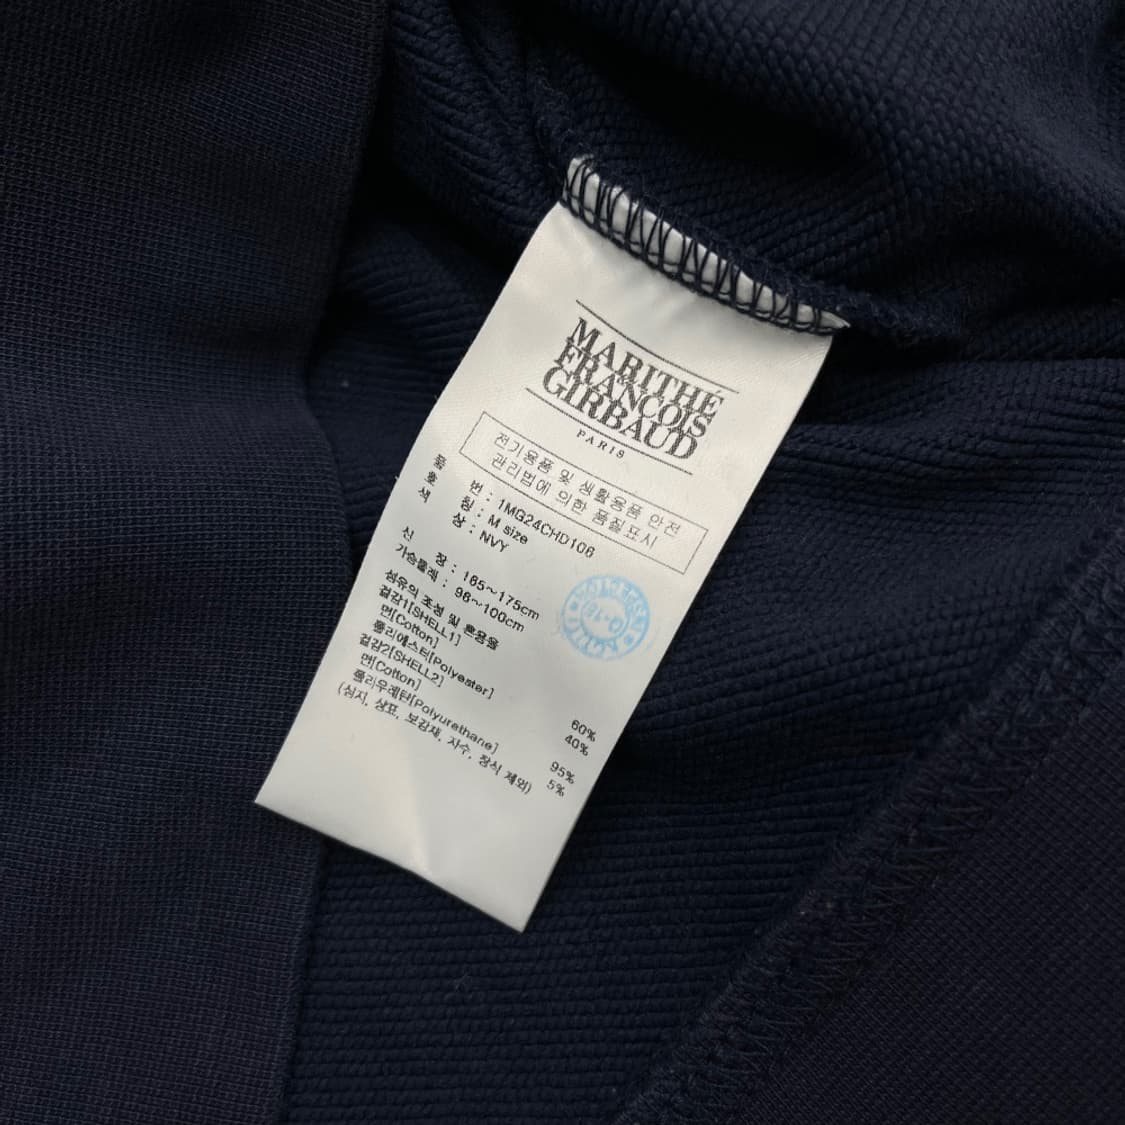 MARITHÉ
FRANÇOIS
GIRBAUD
PARIS
전기용품 및 생활용품 안전
관리법에 의한 품질표시
품 번 : 1MG24CHD106
호 칭 : M size
색 상 : NVY
신 장 : 165~175cm
가슴둘레 : 96~100cm
섬유의 조성 및 혼용율
겉감1[SHELL1]
면[Cotton] 60%
폴리에스터[Polyester] 40%
겉감2[SHELL2]
면[Cotton] 95%
폴리우레탄[Polyurethane] 5%
(심지, 상표, 보강재, 자수, 장식 제외)
INSPECTION